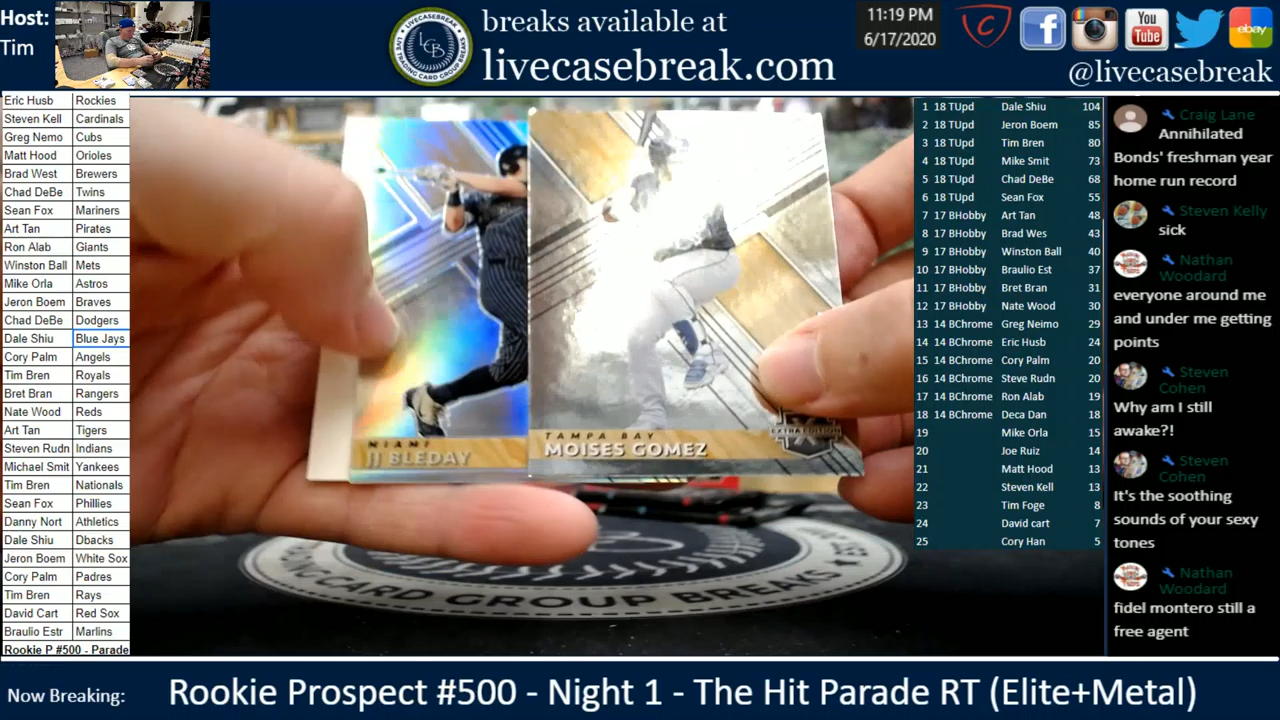 Host:
Tim
LCB
LIVE TRADING CARD GROUP BREAKS
breaks available at
livecasebreak.com
11:19 PM
6/17/2020
You
Tube
ebay
@livecasebreak
Eric Husb Rockies
Steven Kell Cardinals
Greg Nemo Cubs
Matt Hood Orioles
Brad West Brewers
Chad DeBe Twins
Sean Fox Mariners
Art Tan Pirates
Ron Alab Giants
Winston Ball Mets
Mike Orla Astros
Jeron Boem Braves
Chad DeBe Dodgers
Dale Shiu Blue Jays
Cory Palm Angels
Tim Bren Royals
Bret Bran Rangers
Nate Wood Reds
Art Tan Tigers
Steven Rudn Indians
Michael Smit Yankees
Tim Bren Nationals
Sean Fox Phillies
Danny Nort Athletics
Dale Shiu Dbacks
Jeron Boem White Sox
Cory Palm Padres
Tim Bren Rays
David Cart Red Sox
Braulio Estr Marlins
Rookie P #500 - Parade
MIAMI
JJ BLEDAY
TAMPA BAY
MOISES GOMEZ
EXTRA EDITION
CARD GROUP BREAKS
1 18 TUpd Dale Shiu 104
2 18 TUpd Jeron Boem 85
3 18 TUpd Tim Bren 80
4 18 TUpd Mike Smit 73
5 18 TUpd Chad DeBe 68
6 18 TUpd Sean Fox 55
7 17 BHobby Art Tan 48
8 17 BHobby Brad Wes 43
9 17 BHobby Winston Ball 40
10 17 BHobby Braulio Est 37
11 17 BHobby Bret Bran 31
12 17 BHobby Nate Wood 30
13 14 BChrome Greg Neimo 29
14 14 BChrome Eric Husb 24
15 14 BChrome Cory Palm 20
16 14 BChrome Steve Rudn 20
17 14 BChrome Ron Alab 19
18 14 BChrome Deca Dan 18
19 Mike Orla 15
20 Joe Ruiz 14
21 Matt Hood 13
22 Steven Kell 13
23 Tim Foge 8
24 David cart 7
25 Cory Han 5
Craig Lane
Annihilated
Bonds' freshman year
home run record
Steven Kelly
sick
Nathan
Woodard
everyone around me
and under me getting
points
Steven
Cohen
Why am I still
awake?!
Steven
Cohen
It's the soothing
sounds of your sexy
tones
Nathan
Woodard
fidel montero still a
free agent
Now Breaking:
Rookie Prospect #500 - Night 1 - The Hit Parade RT (Elite+Metal)